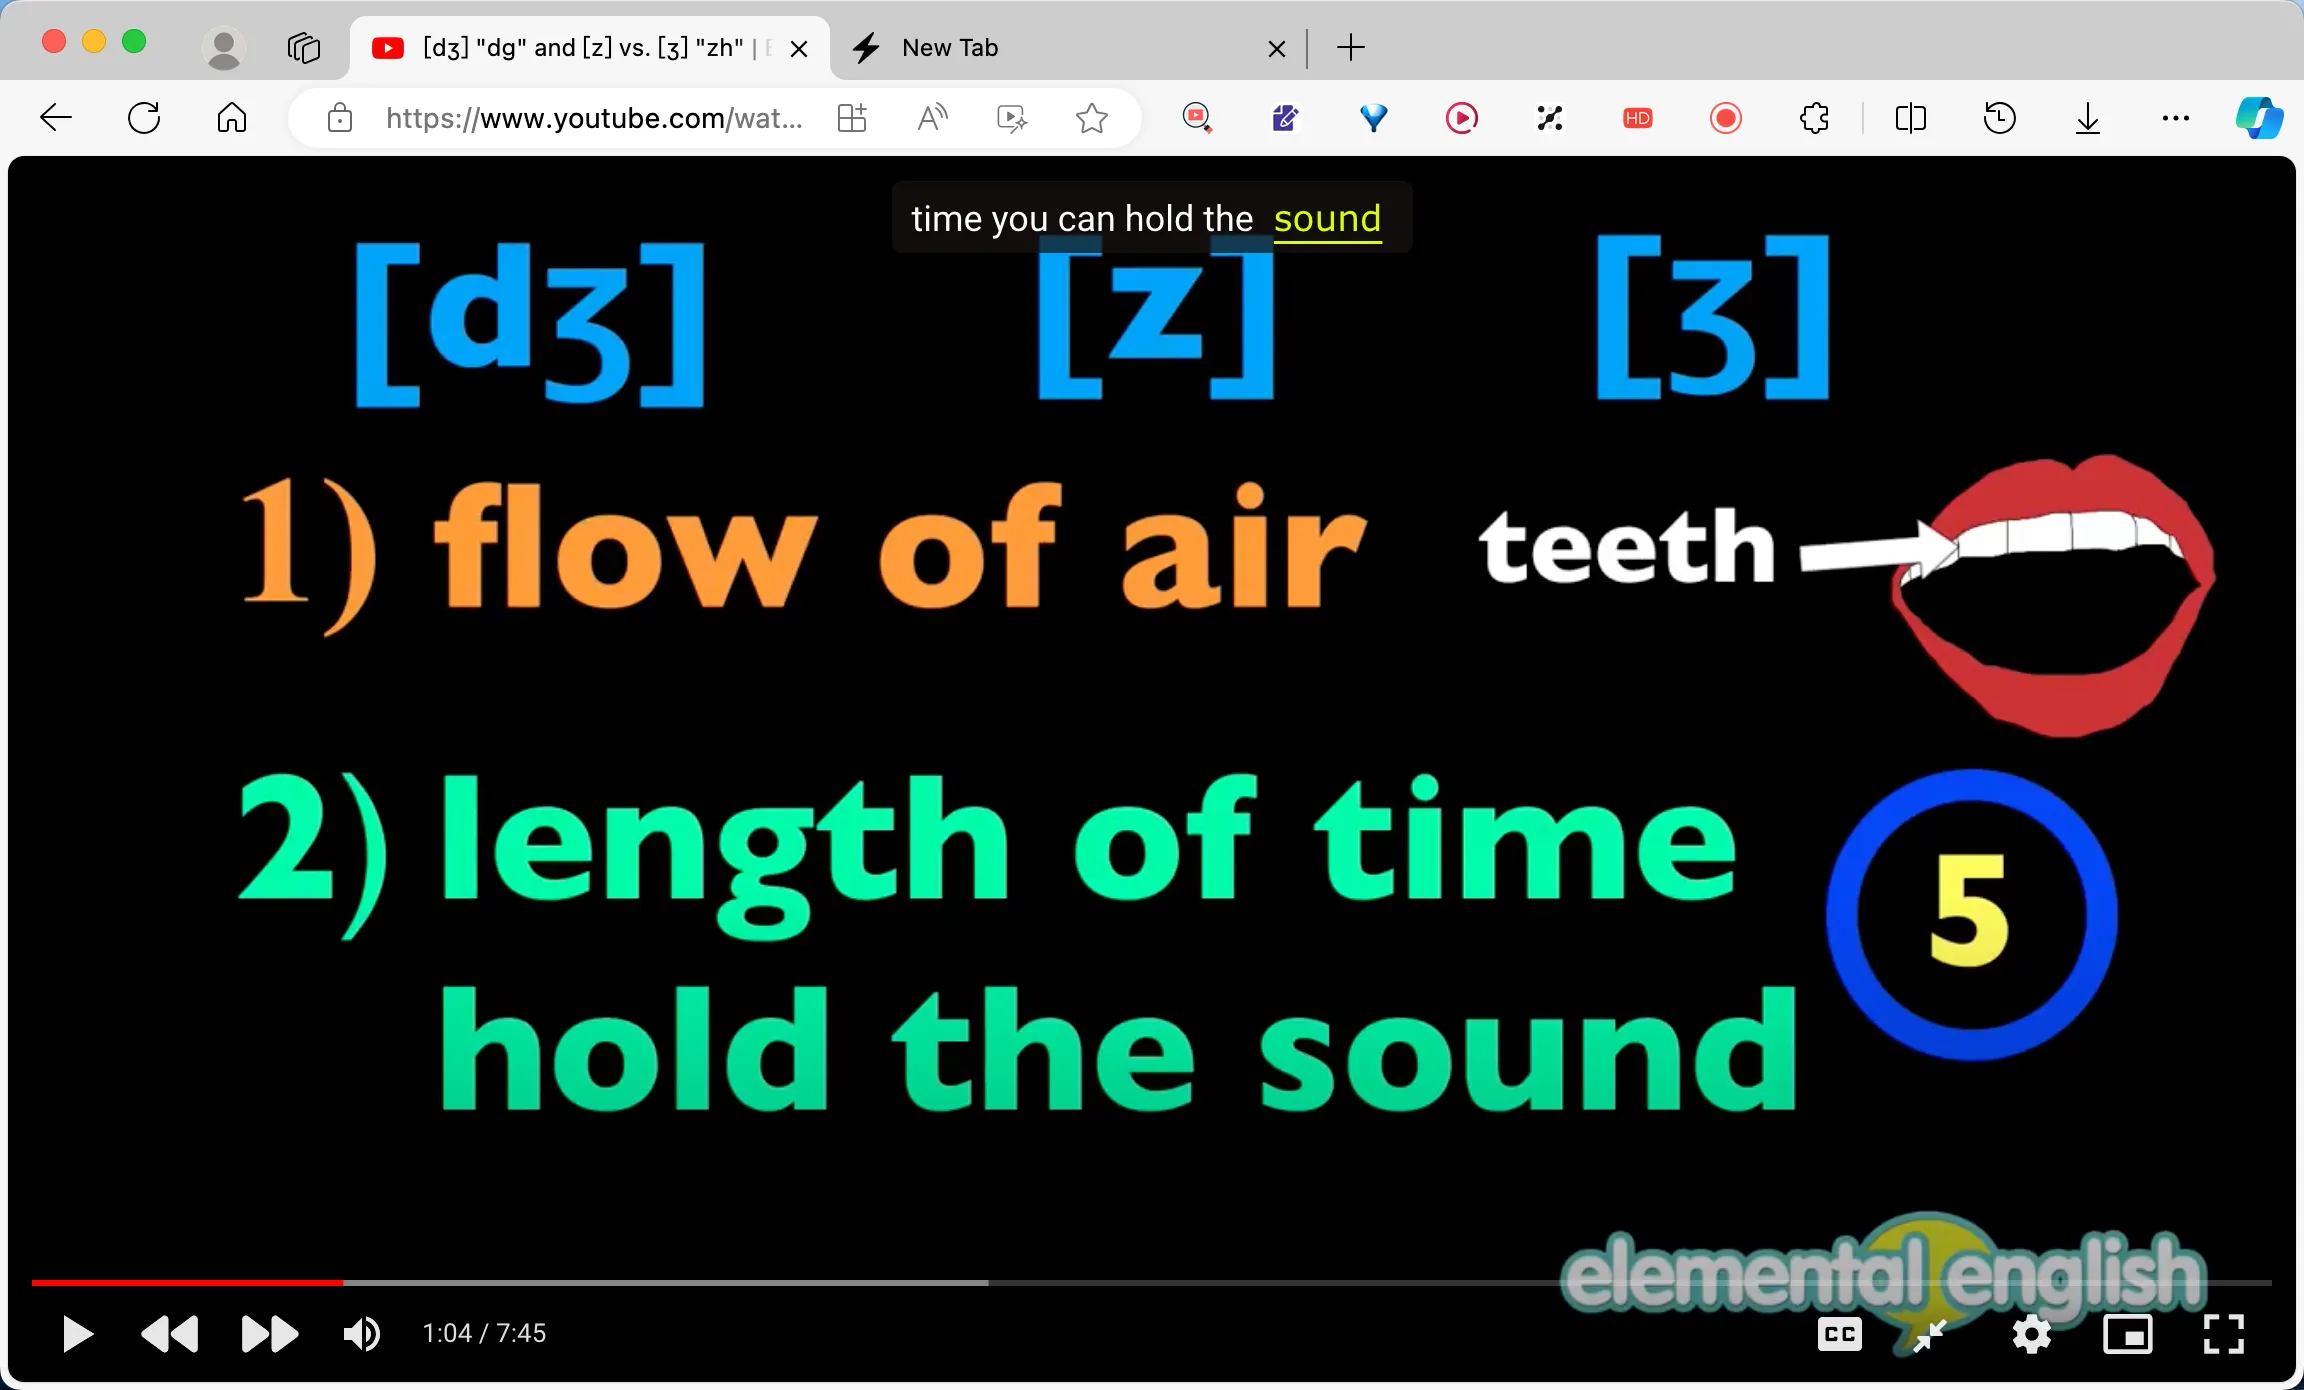 [dʒ] "dg" and [z] vs. [ʒ] "zh" |
New Tab
https://www.youtube.com/wat...
HD
time you can hold the sound
[dʒ] [z] [ʒ]
1) flow of air
teeth
2) length of time
hold the sound
5
elemental english
1:04 / 7:45
CC